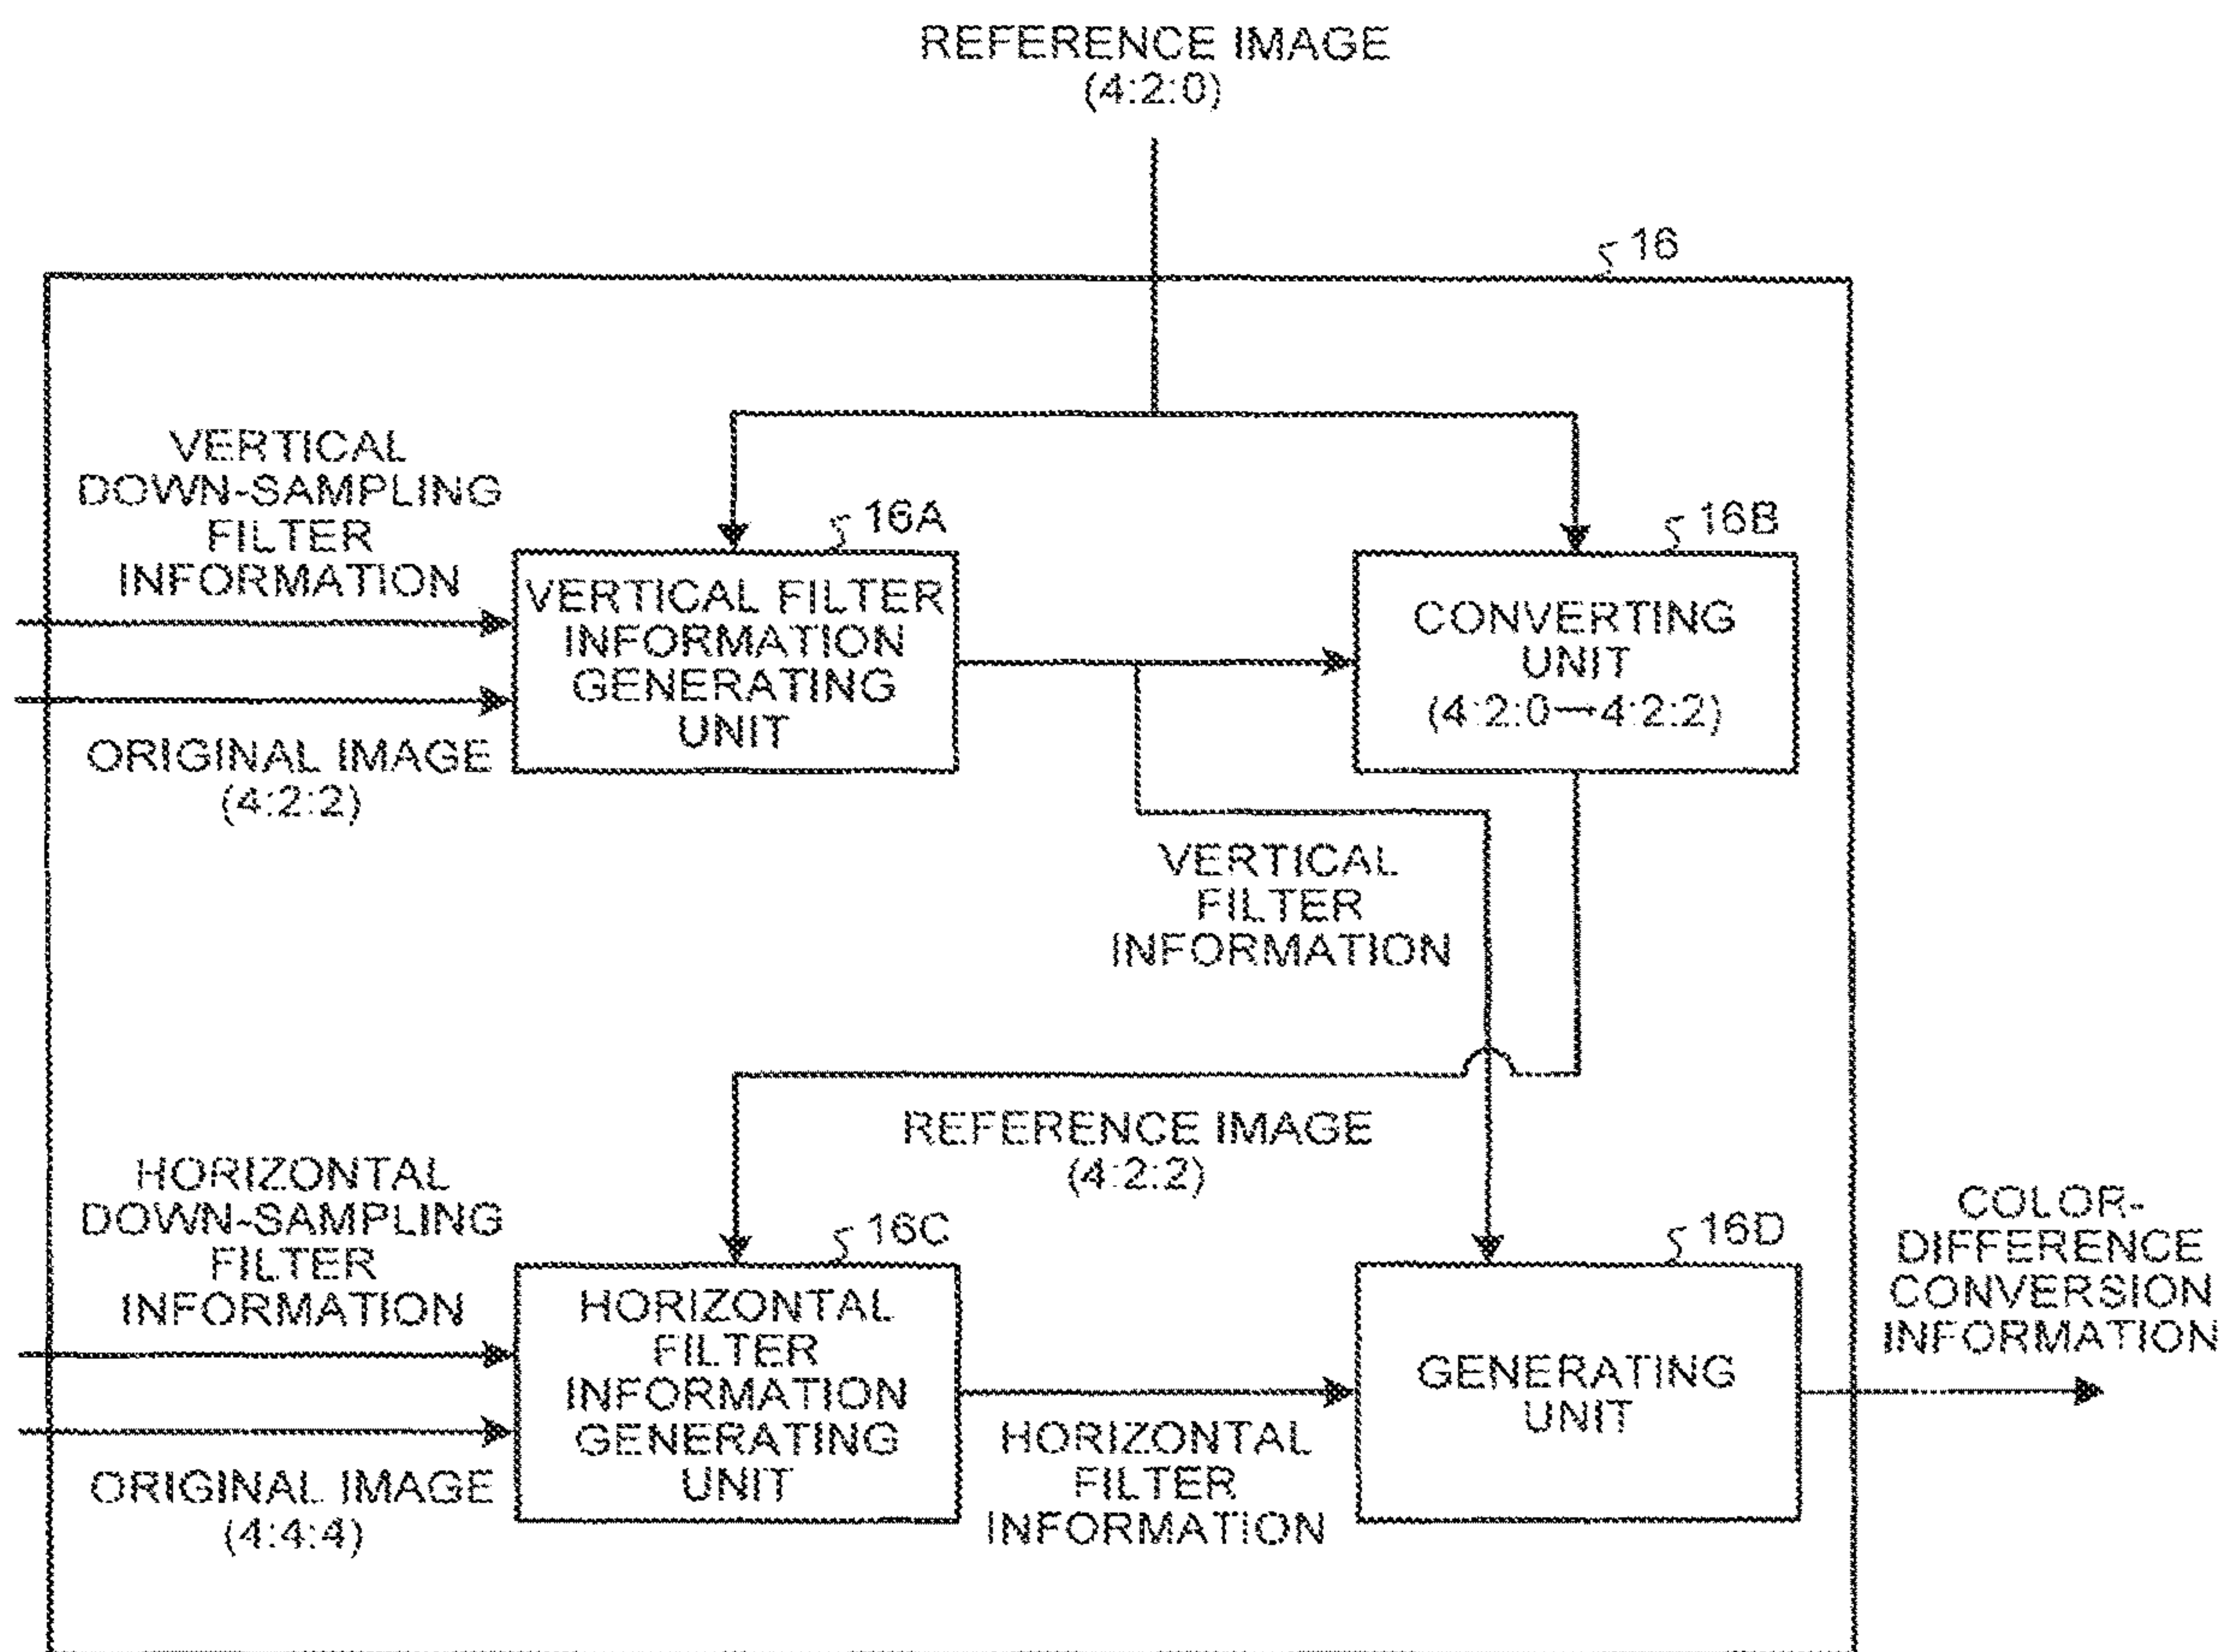 REFERENCE IMAGE
(4:2:0)
16
VERTICAL
DOWN-SAMPLING
FILTER
INFORMATION
ORIGINAL IMAGE
(4:2:2)
16A
VERTICAL FILTER
INFORMATION
GENERATING
UNIT
16B
CONVERTING
UNIT
(4:2:0→4:2:2)
VERTICAL
FILTER
INFORMATION
REFERENCE IMAGE
(4:2:2)
HORIZONTAL
DOWN-SAMPLING
FILTER
INFORMATION
ORIGINAL IMAGE
(4:4:4)
16C
HORIZONTAL
FILTER
INFORMATION
GENERATING
UNIT
HORIZONTAL
FILTER
INFORMATION
16D
GENERATING
UNIT
COLOR-
DIFFERENCE
CONVERSION
INFORMATION